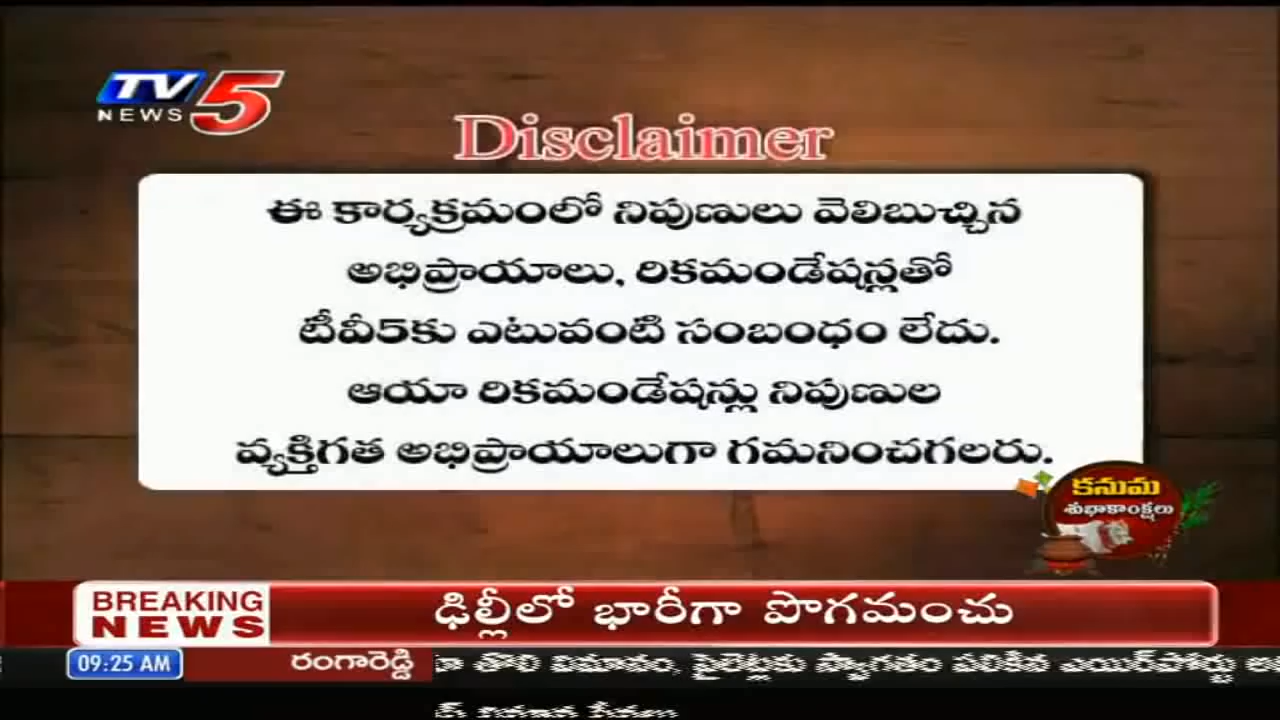 TV5
NEWS
Disclaimer
ఈ కార్యక్రమంలో నిపుణులు వెలిబుచ్చిన
అభిప్రాయాలు, రికమండేషన్లతో
టీవీ5కు ఎటువంటి సంబంధం లేదు.
ఆయా రికమండేషన్లు నిపుణుల
వ్యక్తిగత అభిప్రాయాలుగా గమనించగలరు.
కనుమ
శుభాకాంక్షలు
BREAKING
NEWS
ఢిల్లీలో భారీగా పొగమంచు
09:25 AM
రంగారెడ్డి